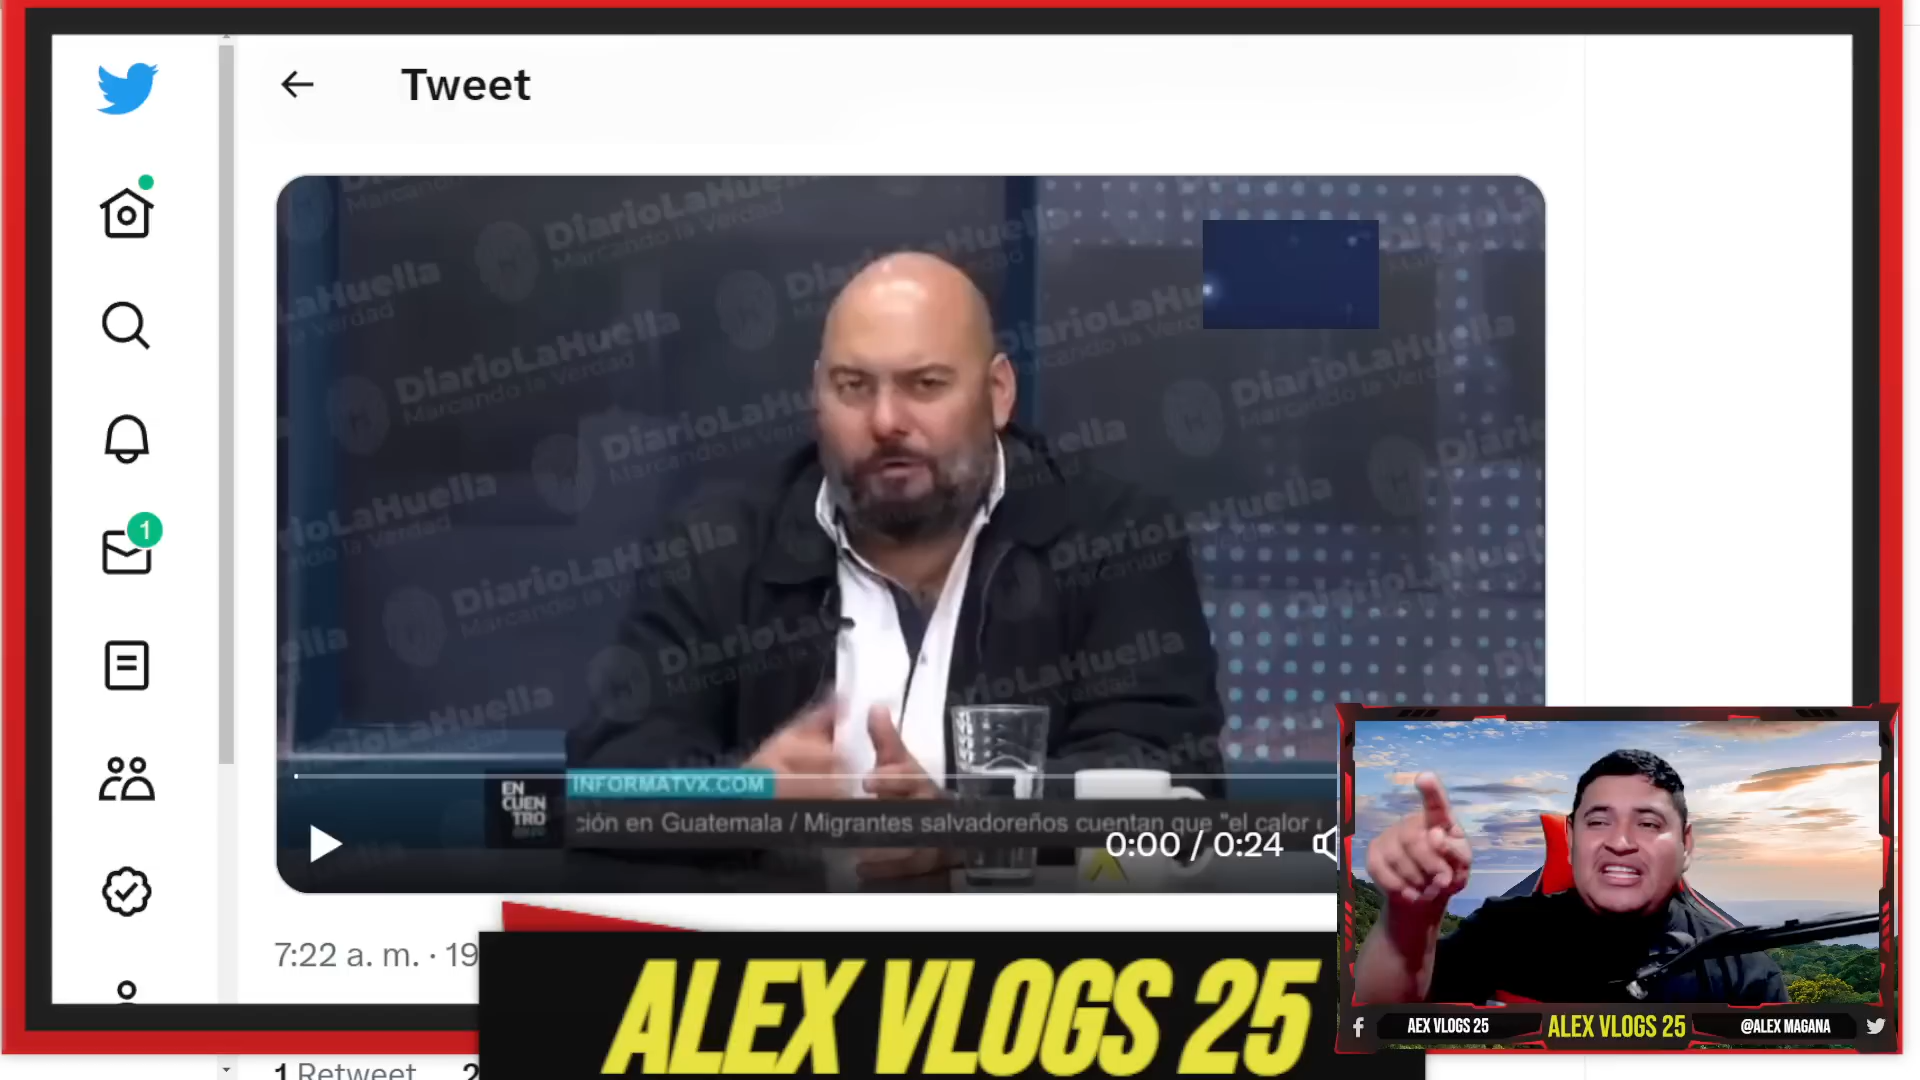 Tweet
DiarioLaHuella
Marcando la Verdad
1
EN
CUEN
TRO
INFORMATVX.COM
ción en Guatemala / Migrantes salvadoreños cuentan que "el calor
0:00 / 0:24
7:22 a. m. · 19
ALEX VLOGS 25
AEX VLOGS 25
ALEX VLOGS 25
@ALEX MAGANA
1 Retweet
2